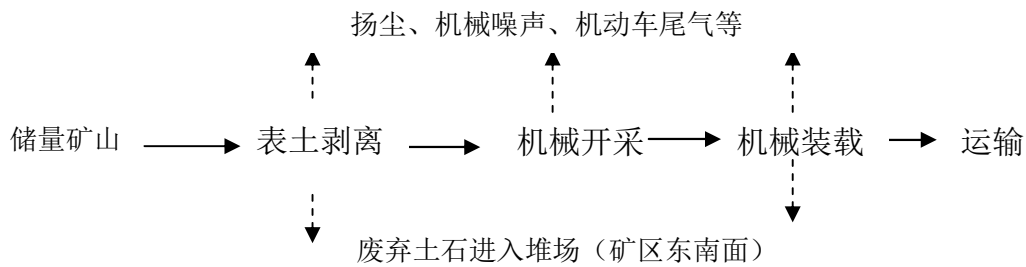 扬尘、机械噪声、机动车尾气等
储量矿山 表土剥离 机械开采 机械装载 运输
废弃土石进入堆场（矿区东南面）